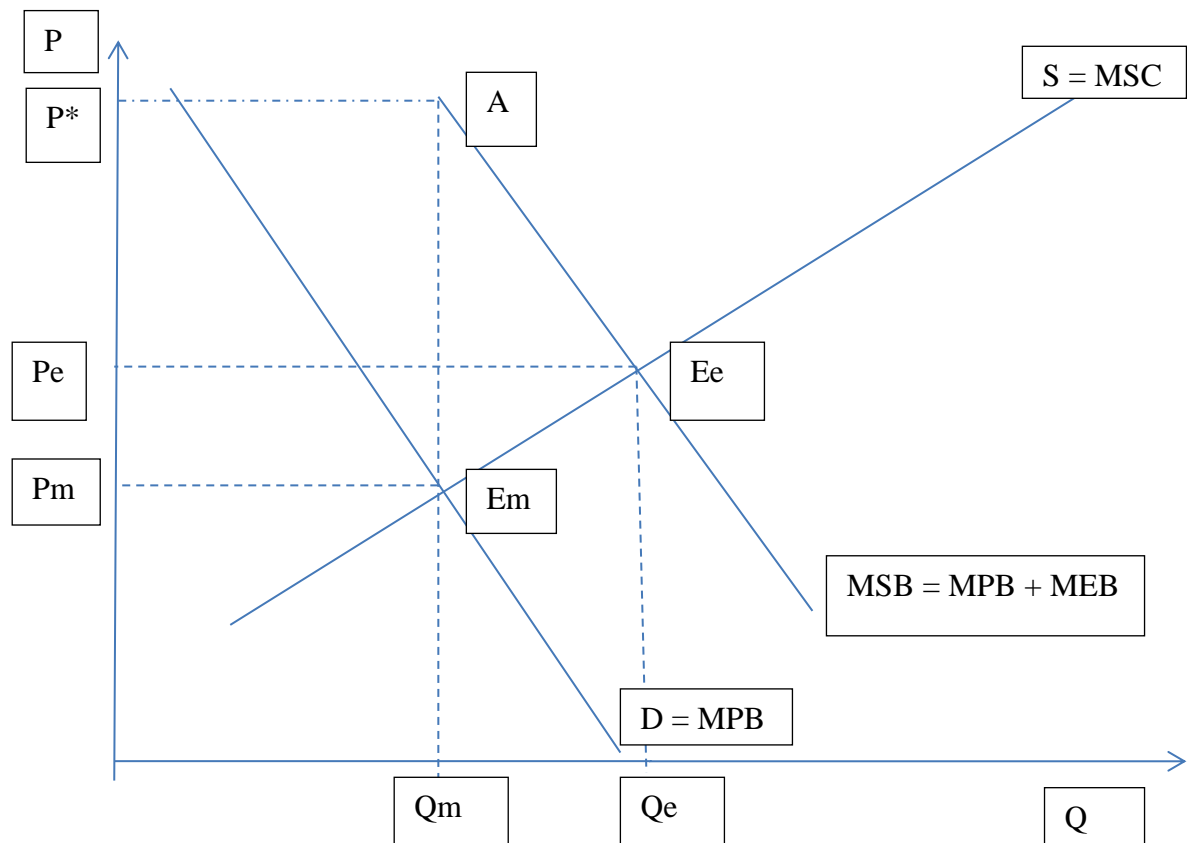 P
S = MSC
P*
A
Pe
Ee
Pm
Em
MSB = MPB + MEB
D = MPB
Qm
Qe
Q